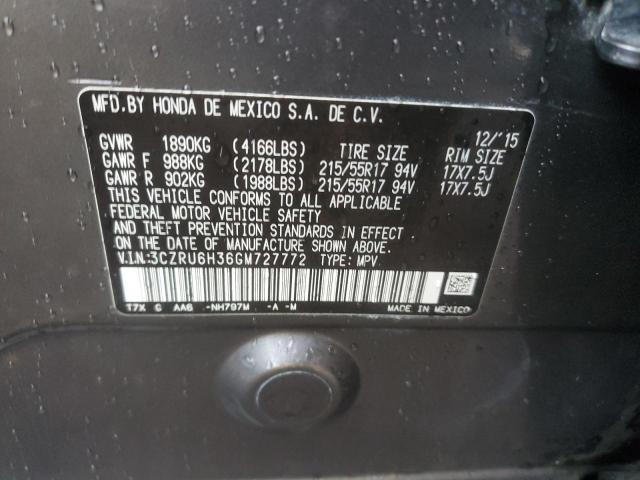 MFD.BY HONDA DE MEXICO S.A. DE C.V.
12/'15
GVWR 1890KG (4166LBS) TIRE SIZE RIM SIZE
GAWR F 988KG (2178LBS) 215/55R17 94V 17X7.5J
GAWR R 902KG (1988LBS) 215/55R17 94V 17X7.5J
THIS VEHICLE CONFORMS TO ALL APPLICABLE
FEDERAL MOTOR VEHICLE SAFETY
AND THEFT PREVENTION STANDARDS IN EFFECT
ON THE DATE OF MANUFACTURE SHOWN ABOVE.
V.I.N:3CZRU6H36GM727772 TYPE: MPV
T7X C AA6 -NH797M -A -M MADE IN MEXICO